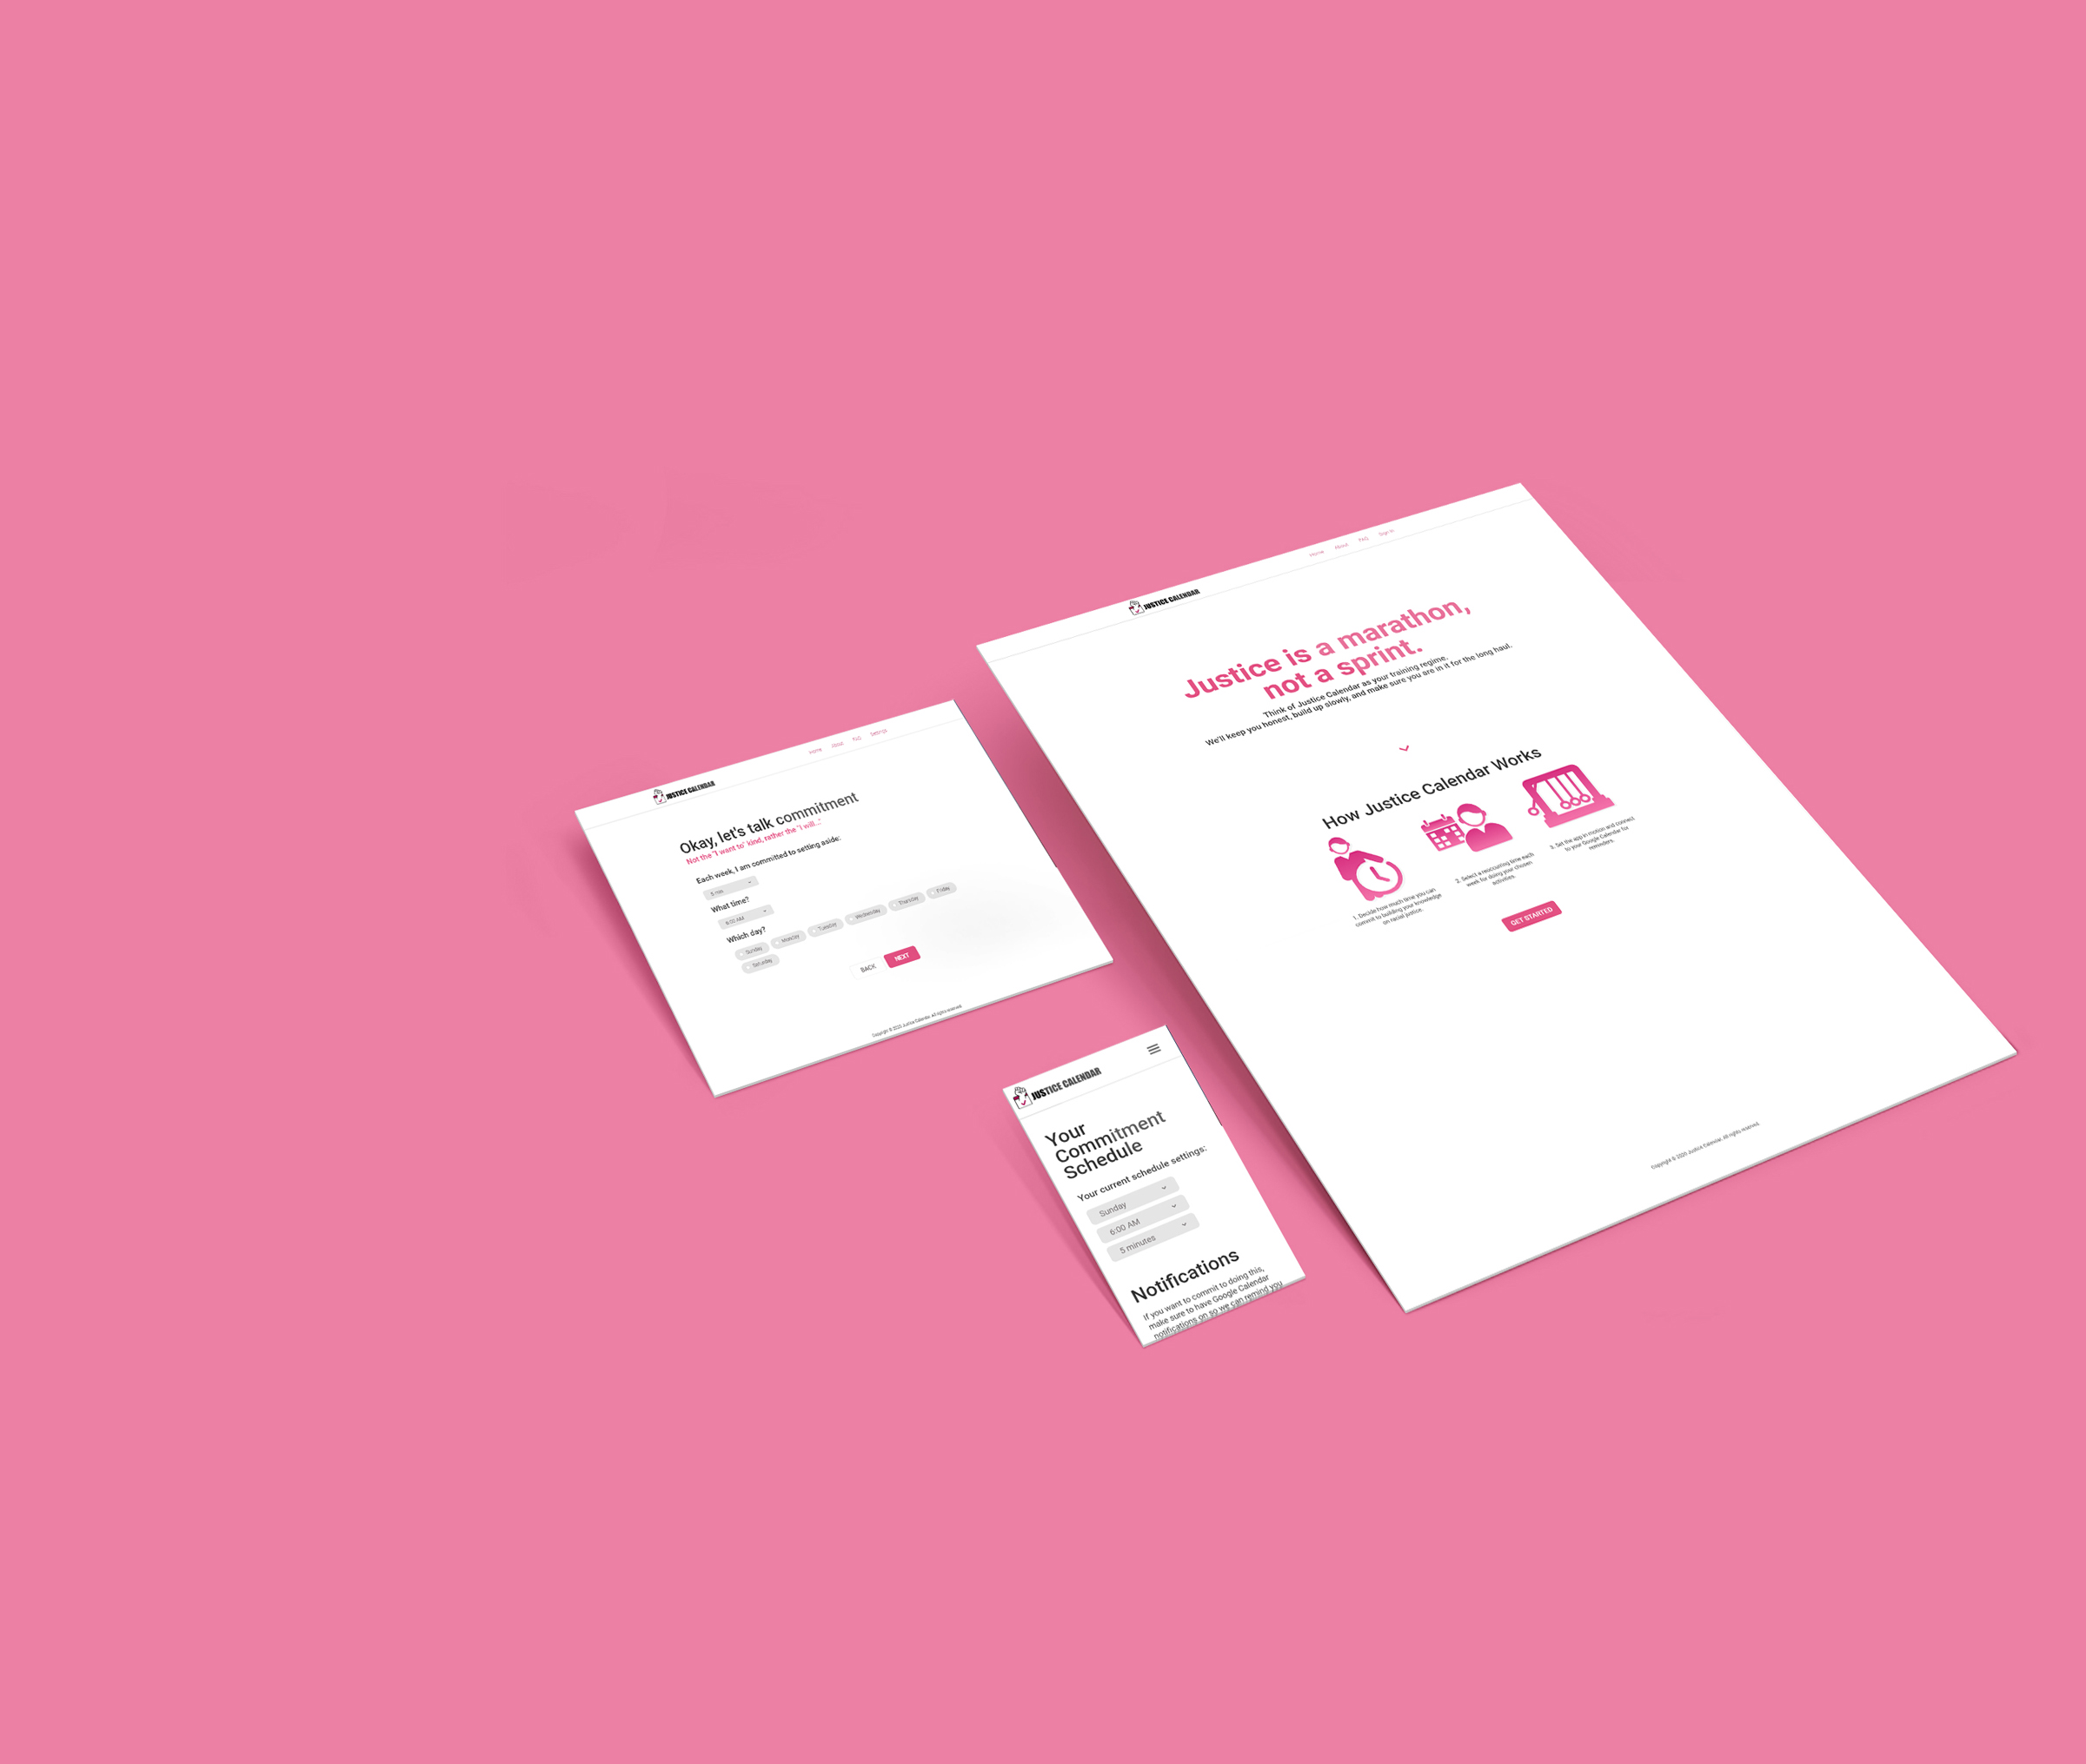 JUSTICE CALENDAR
Home About FAQ Settings
Okay, let's talk commitment
Not the "I want to" kind, rather the "I will..."
Each week, I am committed to setting aside:
5 min
What time?
6:00 AM
Which day?
Sunday Monday Tuesday Wednesday Thursday Friday
Saturday
BACK NEXT
Copyright © 2020 Justice Calendar. All rights reserved.
JUSTICE CALENDAR
Home About FAQ Sign In
Justice is a marathon,
not a sprint.
Think of Justice Calendar as your training regime.
We'll keep you honest, build up slowly, and make sure you are in it for the long haul.
How Justice Calendar Works
1. Decide how much time you can
commit to building your knowledge
on racial justice.
2. Select a reoccurring time each
week for doing your chosen
activities.
3. Set the app in motion and connect
to your Google Calendar for
reminders.
GET STARTED
Copyright © 2020 Justice Calendar. All rights reserved.
JUSTICE CALENDAR
Your
Commitment
Schedule
Your current schedule settings:
Sunday
6:00 AM
5 minutes
Notifications
If you want to commit to doing this,
make sure to have Google Calendar
notifications on so we can remind you